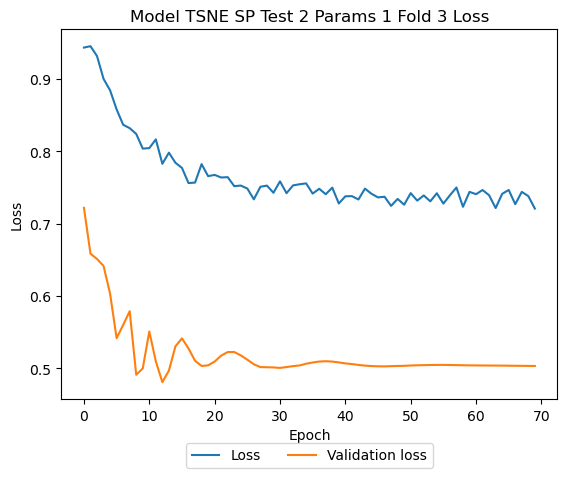 Model TSNE SP Test 2 Params 1 Fold 3 Loss
0.9
0.8
0.7
0.6
0.5
Loss
0 10 20 30 40 50 60 70
Epoch
Loss Validation loss